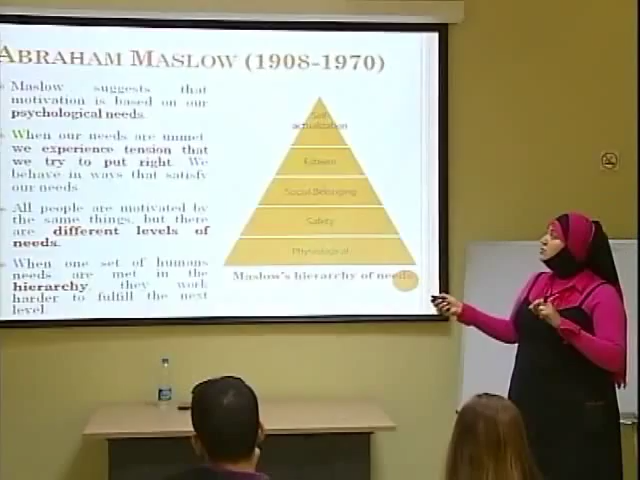 ABRAHAM MASLOW (1908-1970)
Maslow suggests that
motivation is based on our
psychological needs.
When our needs are unmet,
we experience tension that
we try to put right. We
behave in ways that satisfy
our needs.
All people are motivated by
the same things, but there
are different levels of
needs.
When one set of humans
needs are met in the
hierarchy, they work
harder to fulfill the next
level.
Self-
actualization
Esteem
Social Belonging
Safety
Physiological
Maslow's hierarchy of needs